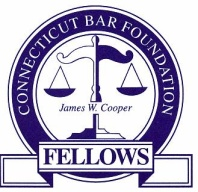 CONNECTICUT BAR FOUNDATION
James W. Cooper
FELLOWS